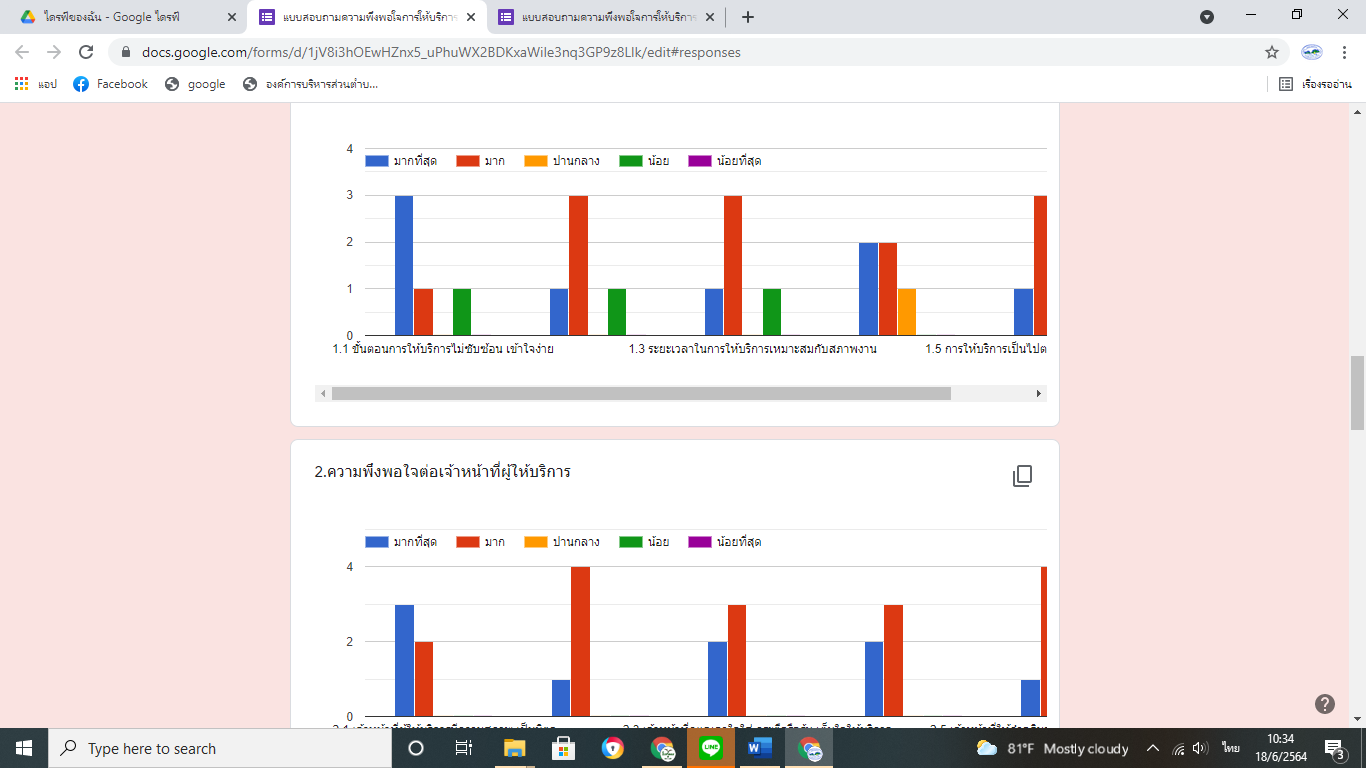 ไดรฟ์ของฉัน - Google ไดรฟ์
แบบสอบถามความพึงพอใจการให้บริการ
แบบสอบถามความพึงพอใจการให้บริการ
docs.google.com/forms/d/1jV8i3hOEwHZnx5_uPhuWX2BDKxaWiIe3nq3GP9z8LIk/edit#responses
แอป Facebook google องค์การบริหารส่วนตำบ... เรื่องรออ่าน
4
มากที่สุด มาก ปานกลาง น้อย น้อยที่สุด
3
2
1
0
1.1 ขั้นตอนการให้บริการไม่ซับซ้อน เข้าใจง่าย 1.3 ระยะเวลาในการให้บริการเหมาะสมกับสภาพงาน 1.5 การให้บริการเป็นไปต
2.ความพึงพอใจต่อเจ้าหน้าที่ผู้ให้บริการ
มากที่สุด มาก ปานกลาง น้อย น้อยที่สุด
4
2
0
Type here to search
81°F Mostly cloudy
ไทย
10:34
18/6/2564
3